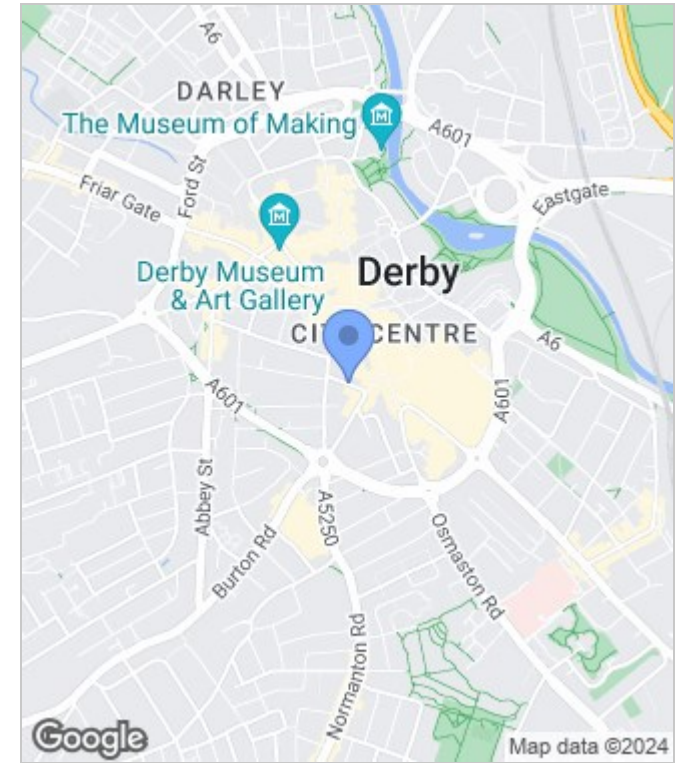 A6
DARLEY
The Museum of Making
A601
Friar Gate
Ford St
Eastgate
Derby Museum
& Art Gallery
Derby
CENTRE
A6
A601
A601
Abbey St
A5250
Burton Rd
Osmaston Rd
Normanton Rd
Google
Map data ©2024